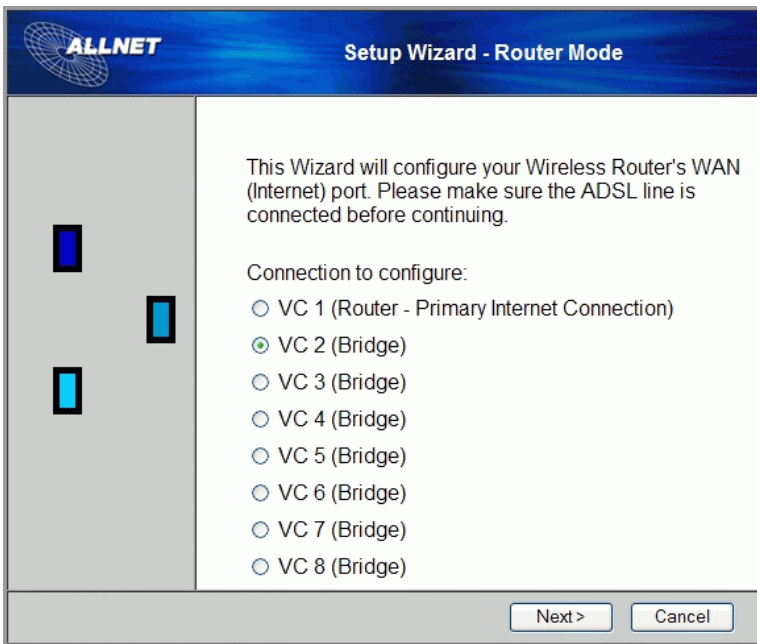 ALLNET
Setup Wizard - Router Mode
This Wizard will configure your Wireless Router's WAN
(Internet) port. Please make sure the ADSL line is
connected before continuing.
Connection to configure:
VC 1 (Router - Primary Internet Connection)
VC 2 (Bridge)
VC 3 (Bridge)
VC 4 (Bridge)
VC 5 (Bridge)
VC 6 (Bridge)
VC 7 (Bridge)
VC 8 (Bridge)
Next>
Cancel